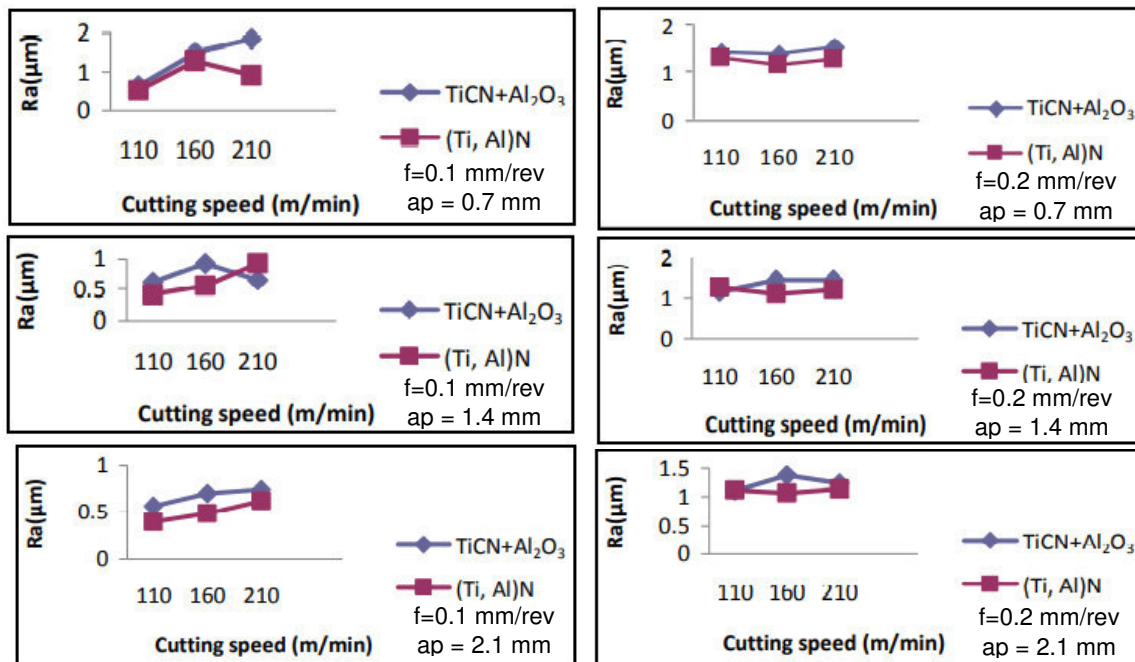 Ra(µm)
2
1
0
110 160 210
Cutting speed (m/min)
TiCN+Al₂O₃
(Ti, Al)N
f=0.1 mm/rev
ap = 0.7 mm
Ra(µm)
2
1
0
110 160 210
Cutting speed (m/min)
TiCN+Al₂O₃
(Ti, Al)N
f=0.2 mm/rev
ap = 0.7 mm
Ra(µm)
1
0.5
0
110 160 210
Cutting speed (m/min)
TiCN+Al₂O₃
(Ti, Al)N
f=0.1 mm/rev
ap = 1.4 mm
Ra(µm)
2
1
0
110 160 210
Cutting speed (m/min)
TiCN+Al₂O₃
(Ti, Al)N
f=0.2 mm/rev
ap = 1.4 mm
Ra(µm)
1
0.5
0
110 160 210
Cutting speed (m/min)
TiCN+Al₂O₃
(Ti, Al)N
f=0.1 mm/rev
ap = 2.1 mm
Ra(µm)
1.5
1
0.5
0
110 160 210
Cutting speed (m/min)
TiCN+Al₂O₃
(Ti, Al)N
f=0.2 mm/rev
ap = 2.1 mm